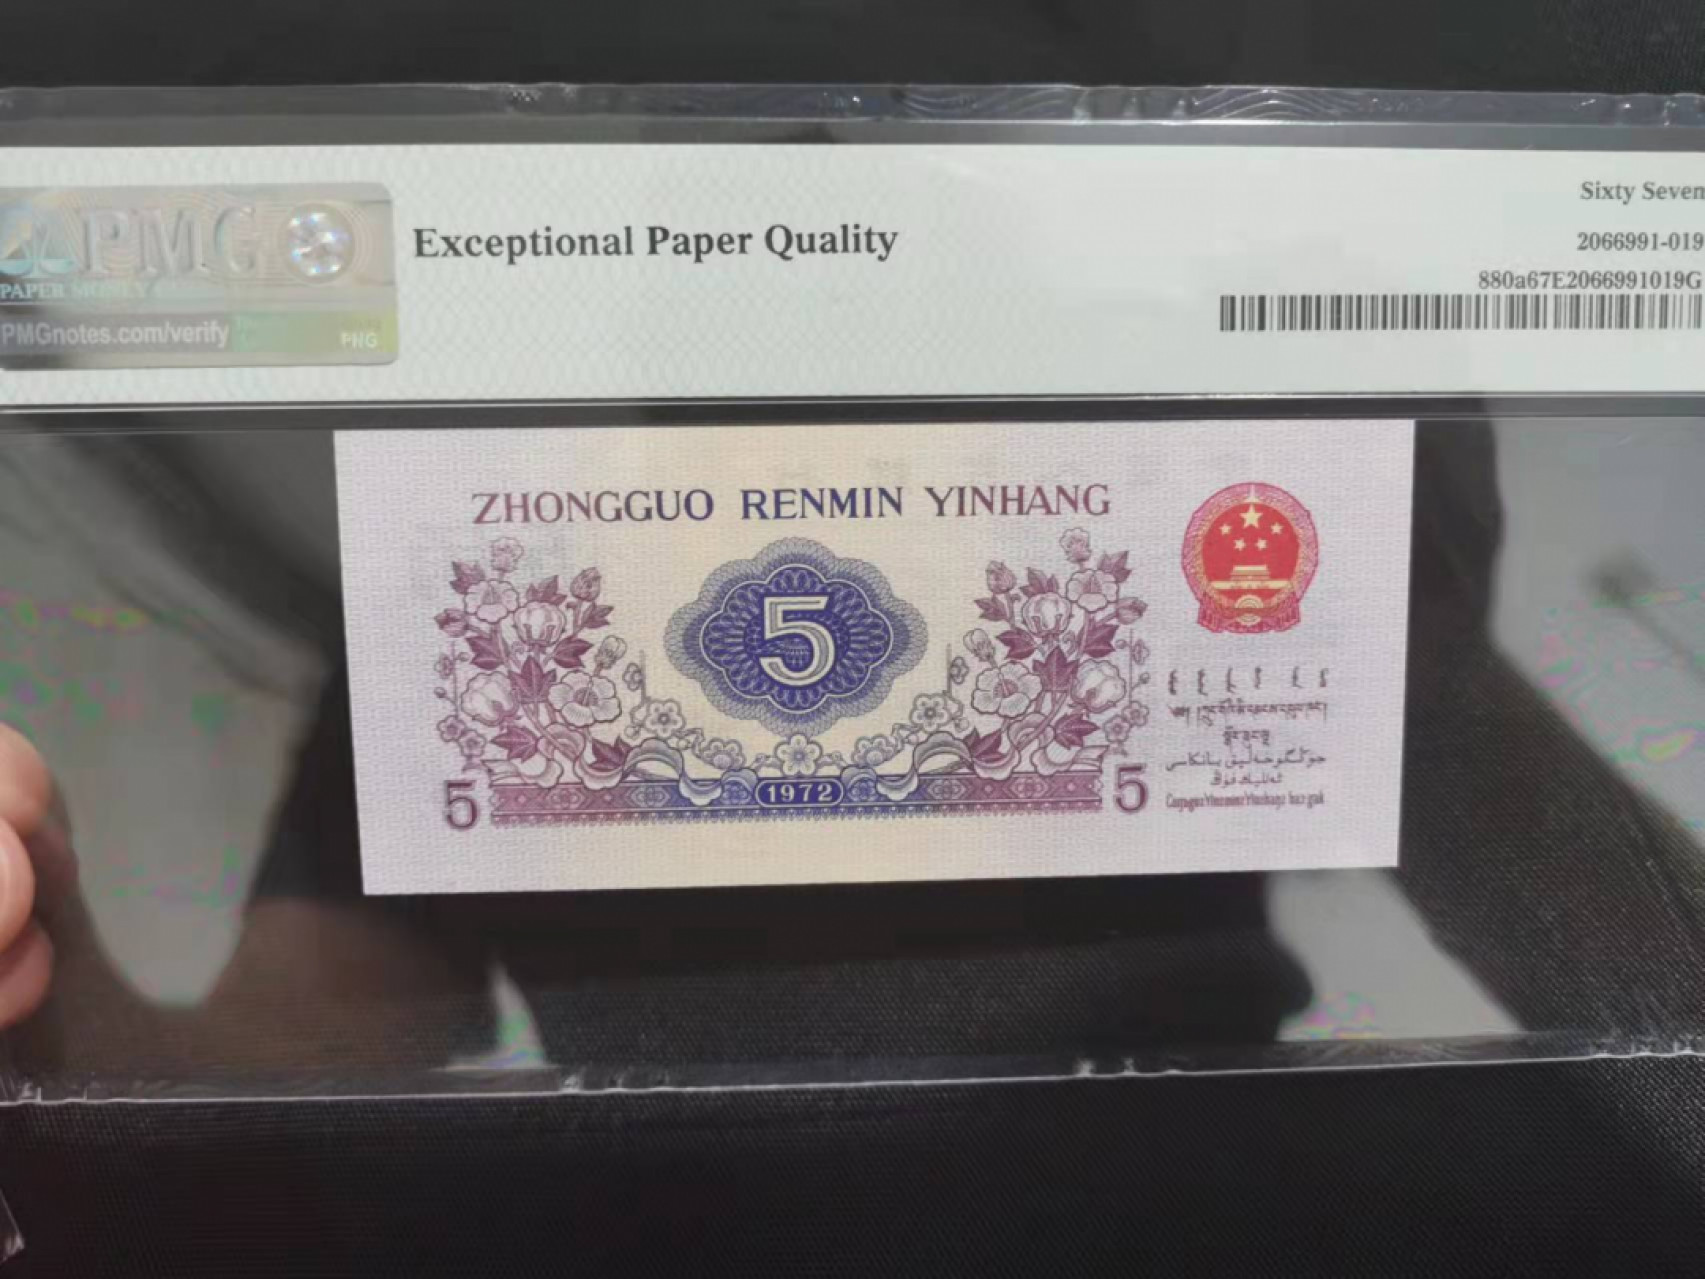 Sixty Seven
PMG
Exceptional Paper Quality
2066991-019
880a67E2066991019G
PAPER MONEY
PMGnotes.com/verify
PNG
ZHONGGUO RENMIN YINHANG
5
1972
5
5